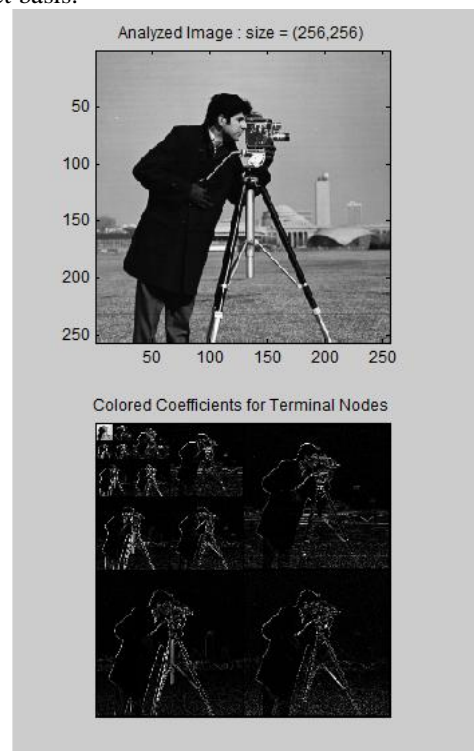 t basis.
Analyzed Image : size = (256,256)
50
100
150
200
250
50 100 150 200 250
Colored Coefficients for Terminal Nodes